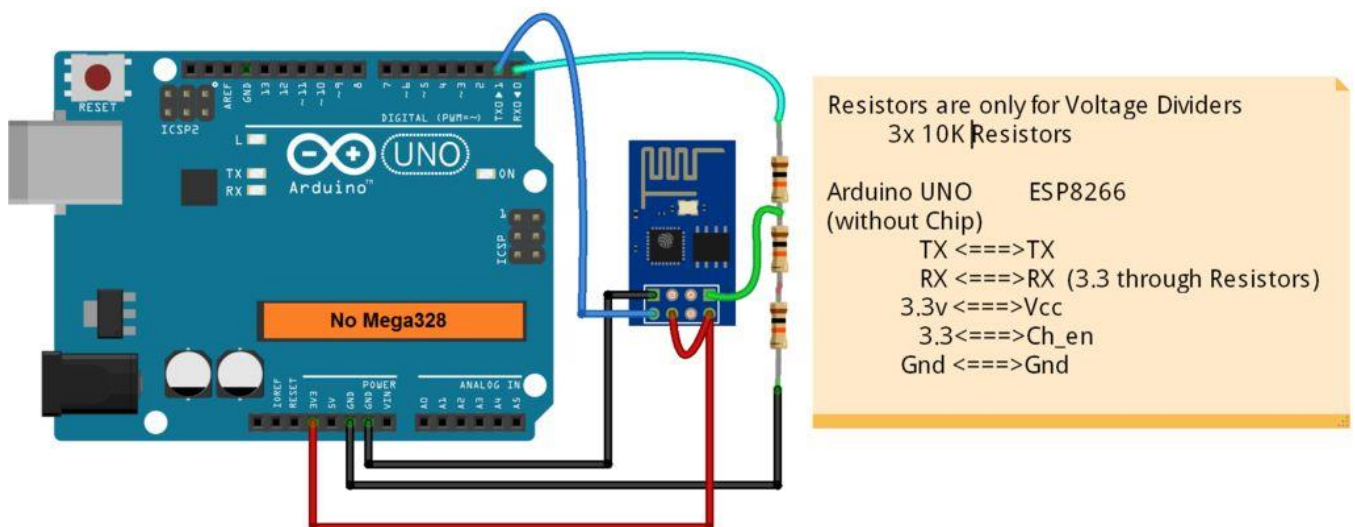 RESET
ICSP2
AREF
GND
13
12
~11
~10
~9
8
7
~6
~5
4
~3
2
TX0▶1
RX0◀0
DIGITAL (PWM=~)
L
TX
RX
Arduino™
UNO
ON
1
ICSP
No Mega328
IOREF
RESET
3V3
5V
GND
GND
VIN
POWER
ANALOG IN
A0
A1
A2
A3
A4
A5
Resistors are only for Voltage Dividers
3x 10K Resistors
Arduino UNO ESP8266
(without Chip)
TX <===>TX
RX <===>RX (3.3 through Resistors)
3.3v <===>Vcc
3.3<===>Ch_en
Gnd <===>Gnd